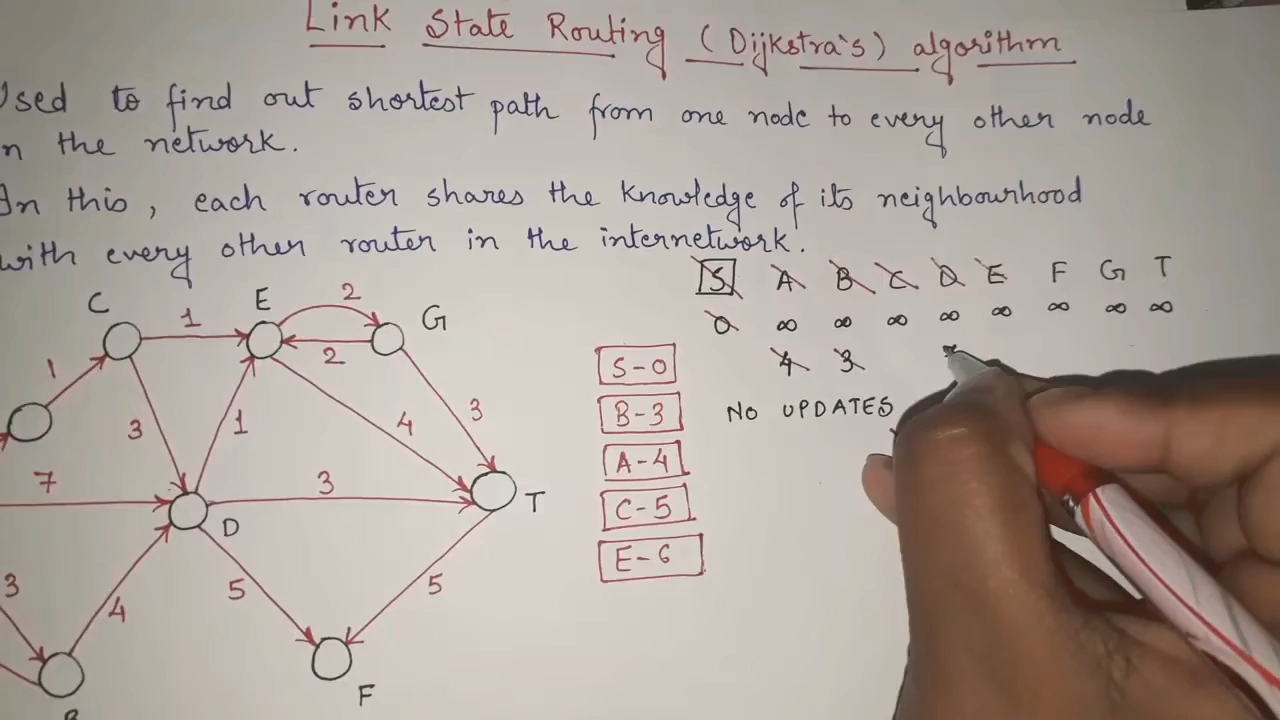 Link State Routing (Dijkstra's) algorithm
Used to find out shortest path from one node to every other node
in the network.
In this, each router shares the knowledge of its neighbourhood
with every other router in the internetwork.
S A B C D E F G T
0 ∞ ∞ ∞ ∞ ∞ ∞ ∞ ∞
4 3 7
NO UPDATES
S-0
B-3
A-4
C-5
E-6
C 1 E 2 G
2
1
3 1 4 3
7 3 T
D
3 4 5 5
B F